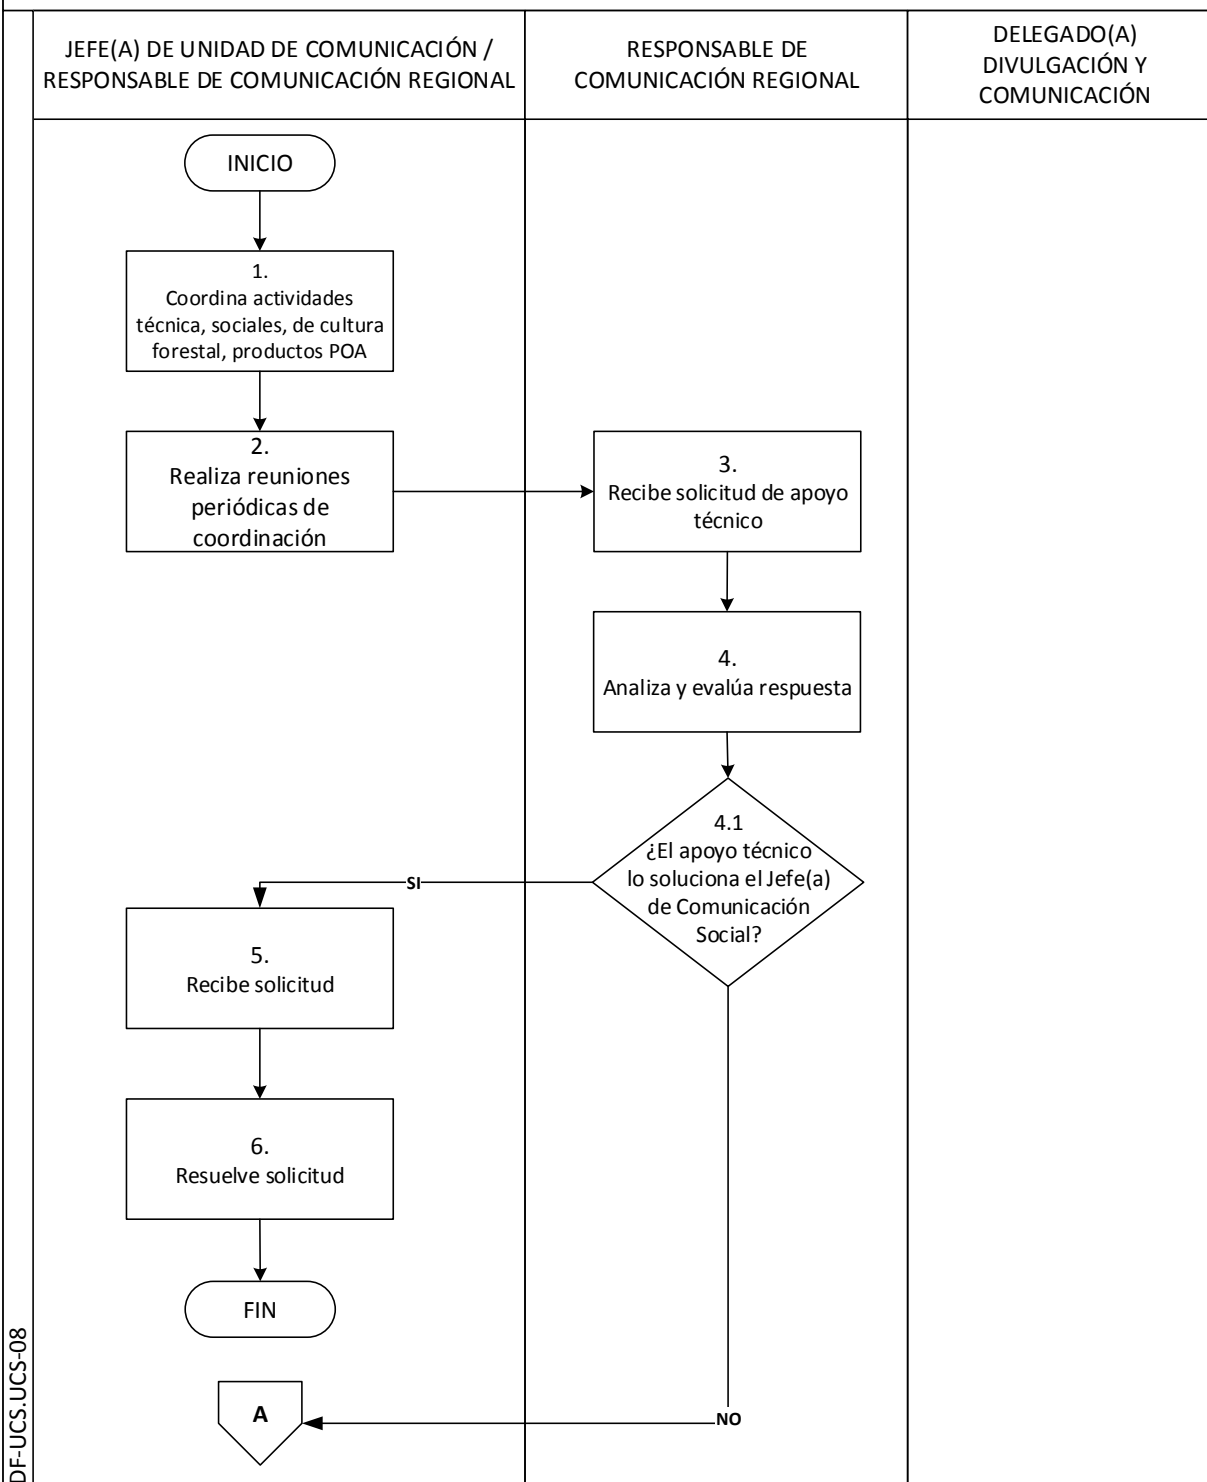 JEFE(A) DE UNIDAD DE COMUNICACIÓN /
RESPONSABLE DE COMUNICACIÓN REGIONAL
RESPONSABLE DE
COMUNICACIÓN REGIONAL
DELEGADO(A)
DIVULGACIÓN Y
COMUNICACIÓN
INICIO
1.
Coordina actividades
técnica, sociales, de cultura
forestal, productos POA
2.
Realiza reuniones
periódicas de
coordinación
3.
Recibe solicitud de apoyo
técnico
4.
Analiza y evalúa respuesta
4.1
¿El apoyo técnico
lo soluciona el Jefe(a)
de Comunicación
Social?
SI
5.
Recibe solicitud
6.
Resuelve solicitud
FIN
A
NO
DF-UCS.UCS-08